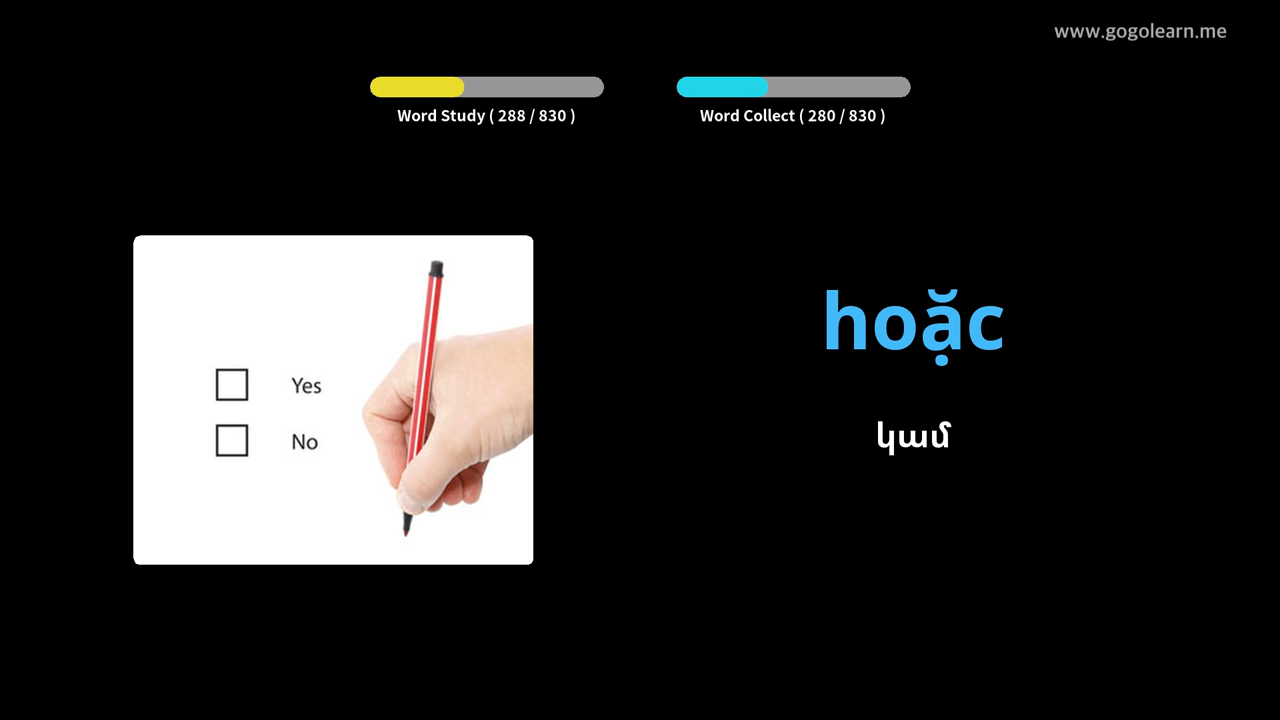 www.gogolearn.me
Word Study ( 288 / 830 )
Word Collect ( 280 / 830 )
Yes
No
hoặc
կամ